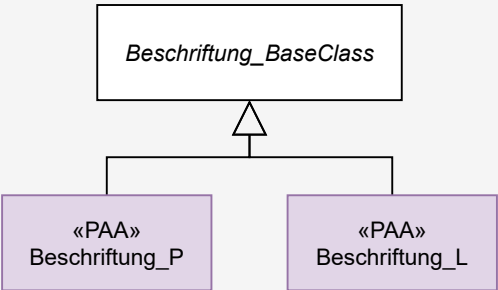 Beschriftung_BaseClass
«PAA»
Beschriftung_P
«PAA»
Beschriftung_L